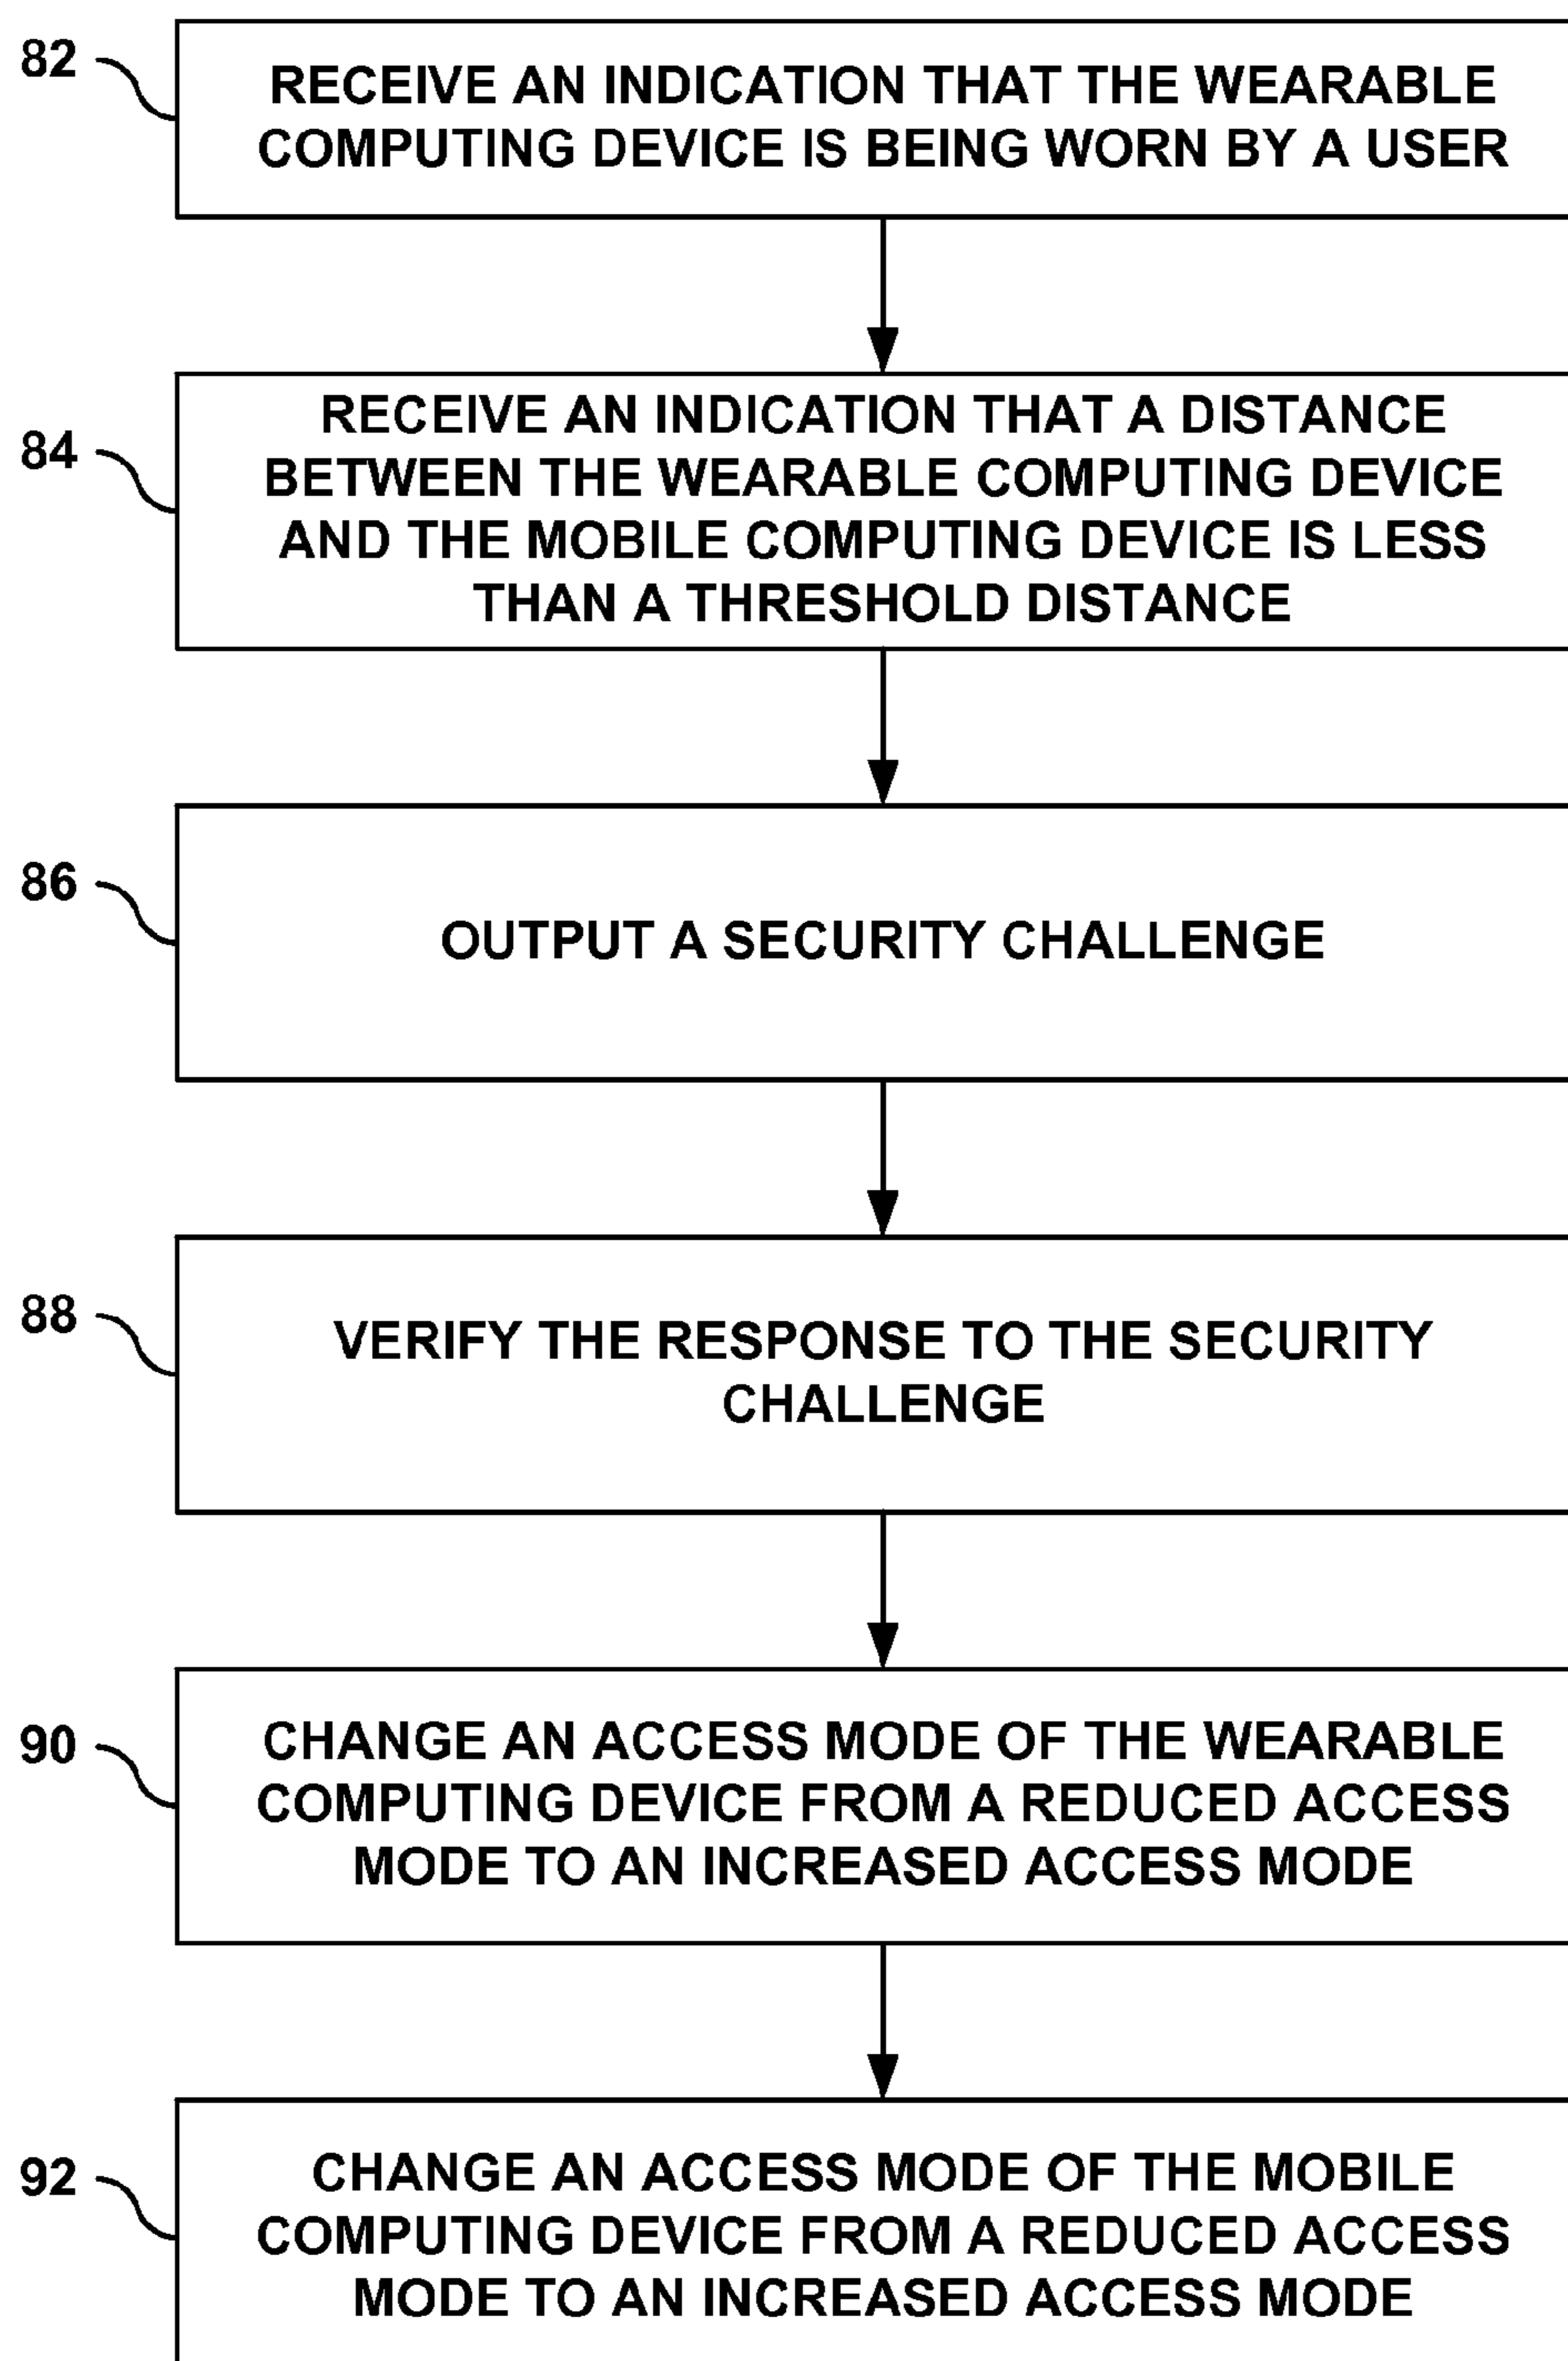 82
RECEIVE AN INDICATION THAT THE WEARABLE
COMPUTING DEVICE IS BEING WORN BY A USER
84
RECEIVE AN INDICATION THAT A DISTANCE
BETWEEN THE WEARABLE COMPUTING DEVICE
AND THE MOBILE COMPUTING DEVICE IS LESS
THAN A THRESHOLD DISTANCE
86
OUTPUT A SECURITY CHALLENGE
88
VERIFY THE RESPONSE TO THE SECURITY
CHALLENGE
90
CHANGE AN ACCESS MODE OF THE WEARABLE
COMPUTING DEVICE FROM A REDUCED ACCESS
MODE TO AN INCREASED ACCESS MODE
92
CHANGE AN ACCESS MODE OF THE MOBILE
COMPUTING DEVICE FROM A REDUCED ACCESS
MODE TO AN INCREASED ACCESS MODE